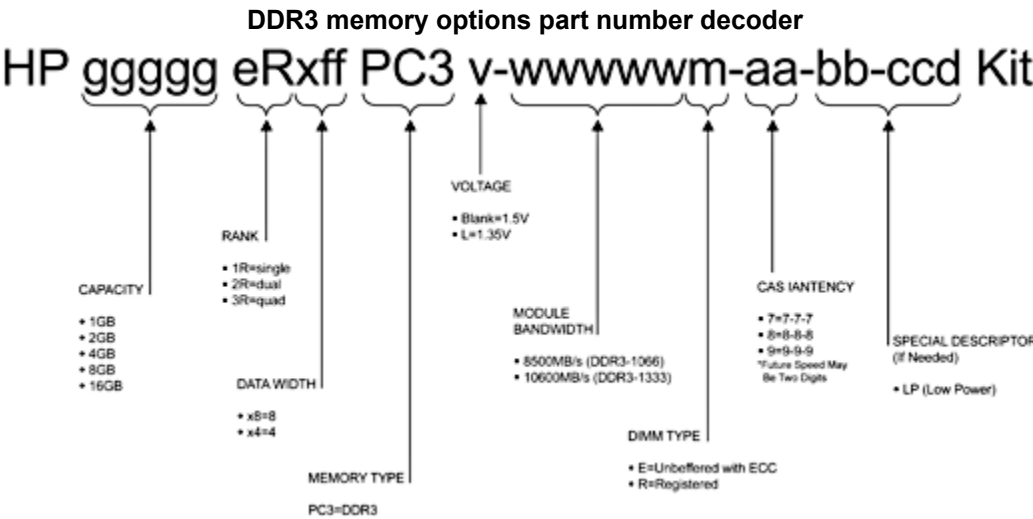 DDR3 memory options part number decoder
HP ggggg eRxff PC3 v-wwwwwm-aa-bb-ccd Kit
VOLTAGE
• Blank=1.5V
• L=1.35V
RANK
• 1R=single
• 2R=dual
• 3R=quad
CAPACITY
+ 1GB
+ 2GB
+ 4GB
+ 8GB
+ 16GB
CAS IANTENCY
• 7=7-7-7
• 8=8-8-8
• 9=9-9-9
*Future Speed May
Be Two Digits
MODULE
BANDWIDTH
• 8500MB/s (DDR3-1066)
• 10600MB/s (DDR3-1333)
SPECIAL DESCRIPTOR
(If Needed)
• LP (Low Power)
DATA WIDTH
+ x8=8
+ x4=4
DIMM TYPE
• E=Unbeffered with ECC
• R=Registered
MEMORY TYPE
PC3=DDR3